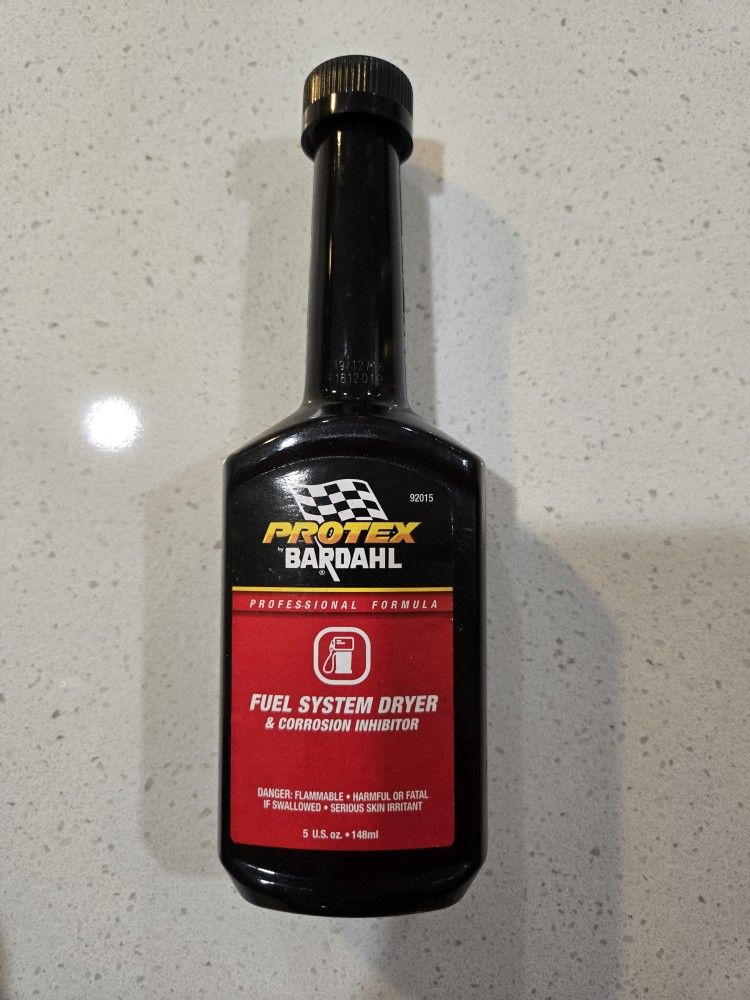 92015
PROTEX
by BARDAHL®
PROFESSIONAL FORMULA
FUEL SYSTEM DRYER
& CORROSION INHIBITOR
DANGER: FLAMMABLE • HARMFUL OR FATAL
IF SWALLOWED • SERIOUS SKIN IRRITANT
5 U.S. oz. • 148ml